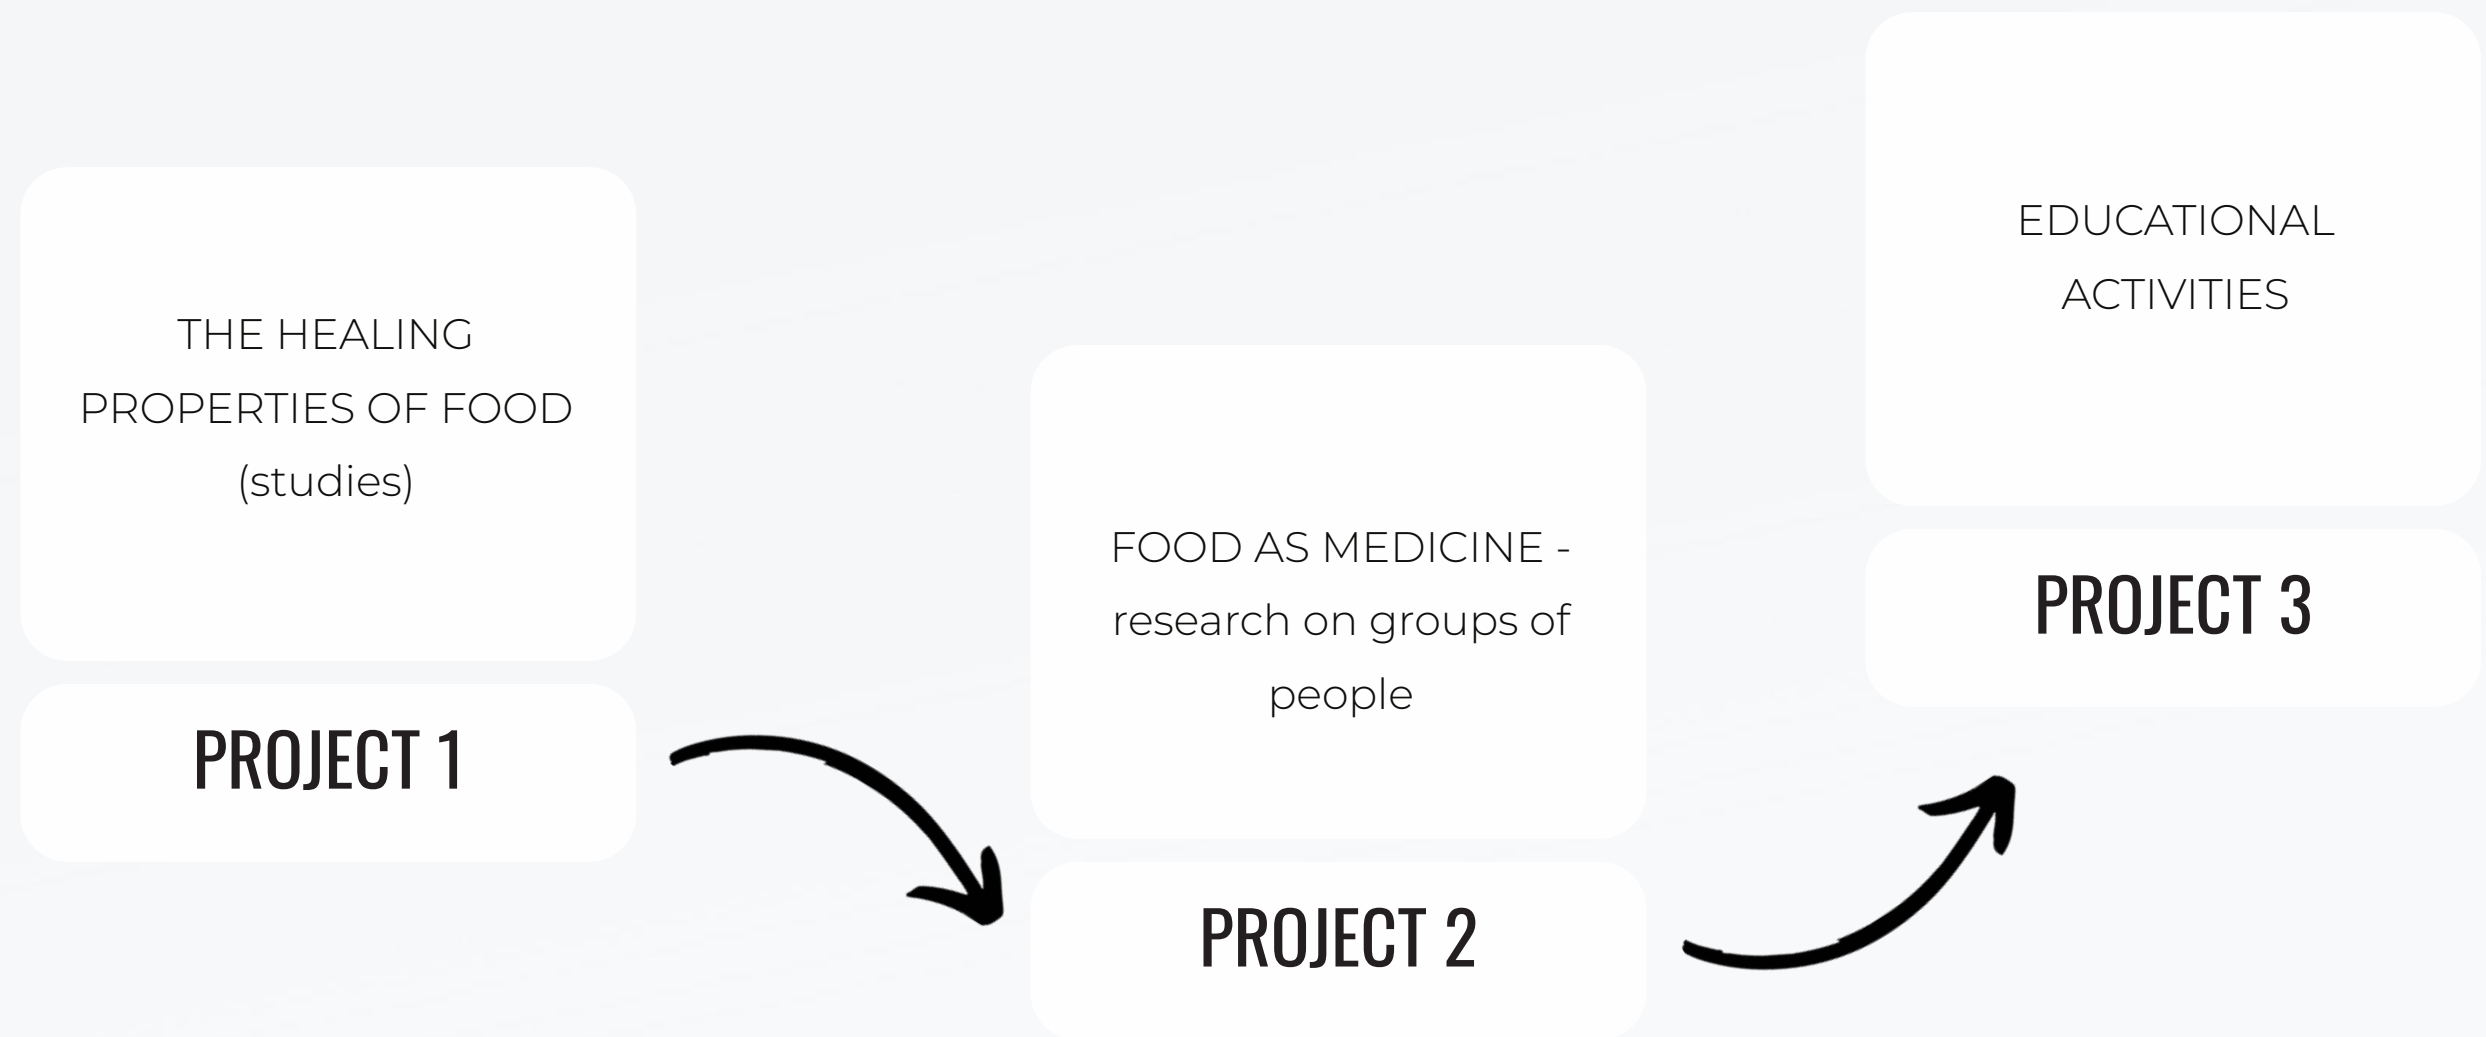 THE HEALING
PROPERTIES OF FOOD
(studies)
PROJECT 1
FOOD AS MEDICINE -
research on groups of
people
PROJECT 2
EDUCATIONAL
ACTIVITIES
PROJECT 3